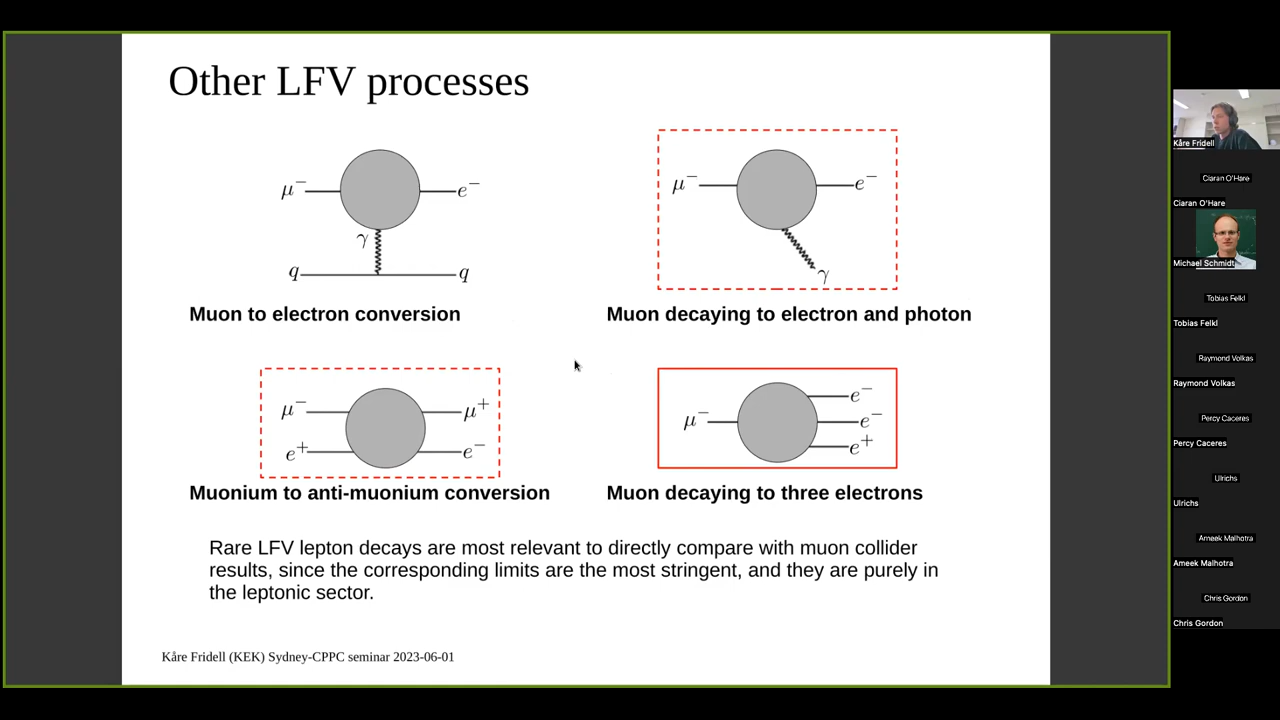 Other LFV processes
μ⁻ e⁻
γ
q q
Muon to electron conversion
μ⁻ e⁻
γ
Muon decaying to electron and photon
μ⁻ μ⁺
e⁺ e⁻
Muonium to anti-muonium conversion
e⁻
μ⁻ e⁻
e⁺
Muon decaying to three electrons
Rare LFV lepton decays are most relevant to directly compare with muon collider
results, since the corresponding limits are the most stringent, and they are purely in
the leptonic sector.
Kåre Fridell (KEK) Sydney-CPPC seminar 2023-06-01
Kåre Fridell
Ciaran O'Hare
Ciaran O'Hare
Michael Schmidt
Tobias Felkl
Tobias Felkl
Raymond Volkas
Raymond Volkas
Percy Caceres
Percy Caceres
Ulrichs
Ulrichs
Ameek Malhotra
Ameek Malhotra
Chris Gordon
Chris Gordon